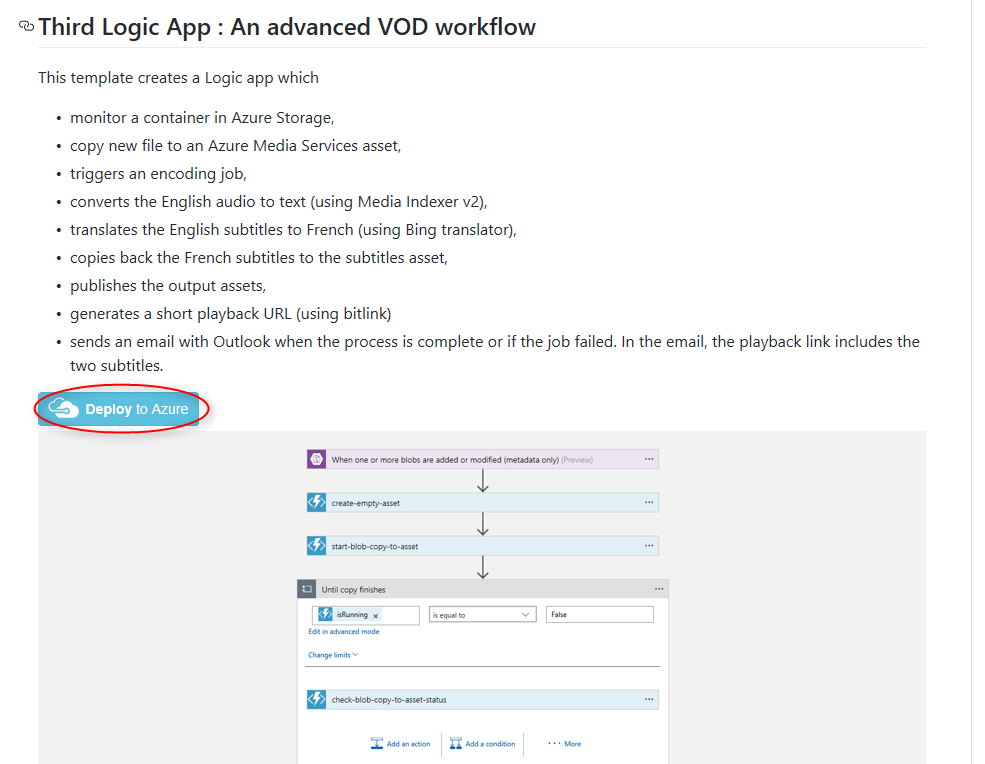 Third Logic App : An advanced VOD workflow
This template creates a Logic app which
• monitor a container in Azure Storage,
• copy new file to an Azure Media Services asset,
• triggers an encoding job,
• converts the English audio to text (using Media Indexer v2),
• translates the English subtitles to French (using Bing translator),
• copies back the French subtitles to the subtitles asset,
• publishes the output assets,
• generates a short playback URL (using bitlink)
• sends an email with Outlook when the process is complete or if the job failed. In the email, the playback link includes the
two subtitles.
Deploy to Azure
When one or more blobs are added or modified (metadata only) (Preview)
create-empty-asset
start-blob-copy-to-asset
Until copy finishes
isRunning x is equal to False
Edit in advanced mode
Change limits
check-blob-copy-to-asset-status
Add an action Add a condition ··· More